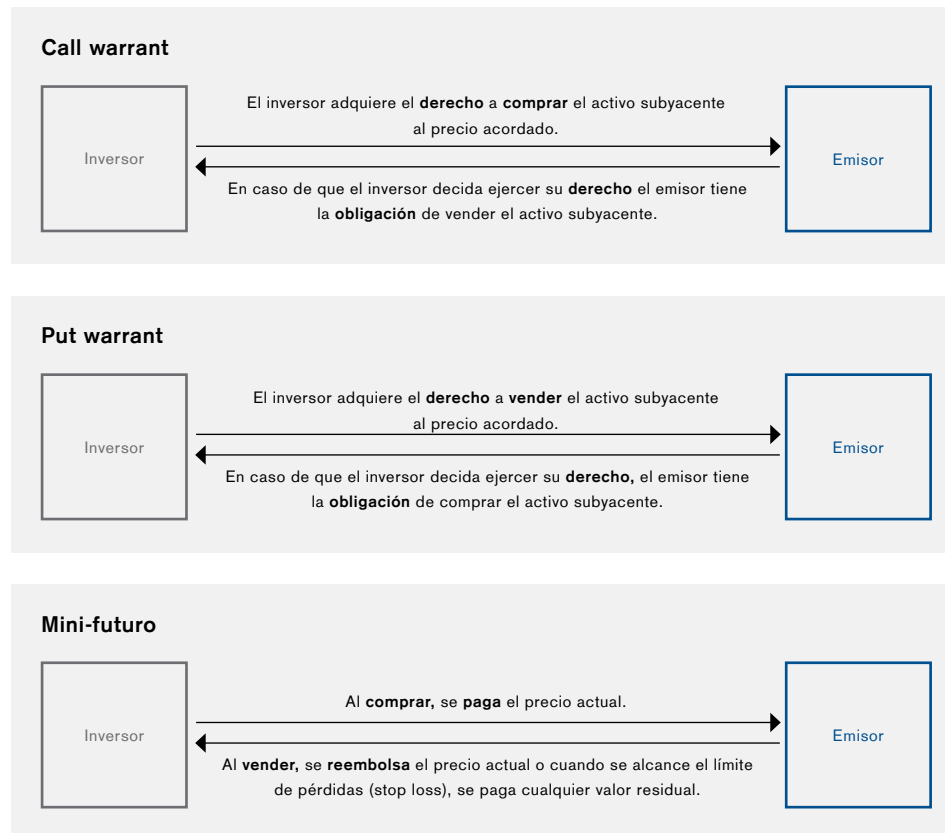 Call warrant
El inversor adquiere el derecho a comprar el activo subyacente
al precio acordado.
Inversor
Emisor
En caso de que el inversor decida ejercer su derecho el emisor tiene
la obligación de vender el activo subyacente.
Put warrant
El inversor adquiere el derecho a vender el activo subyacente
al precio acordado.
Inversor
Emisor
En caso de que el inversor decida ejercer su derecho, el emisor tiene
la obligación de comprar el activo subyacente.
Mini-futuro
Al comprar, se paga el precio actual.
Inversor
Emisor
Al vender, se reembolsa el precio actual o cuando se alcance el límite
de pérdidas (stop loss), se paga cualquier valor residual.